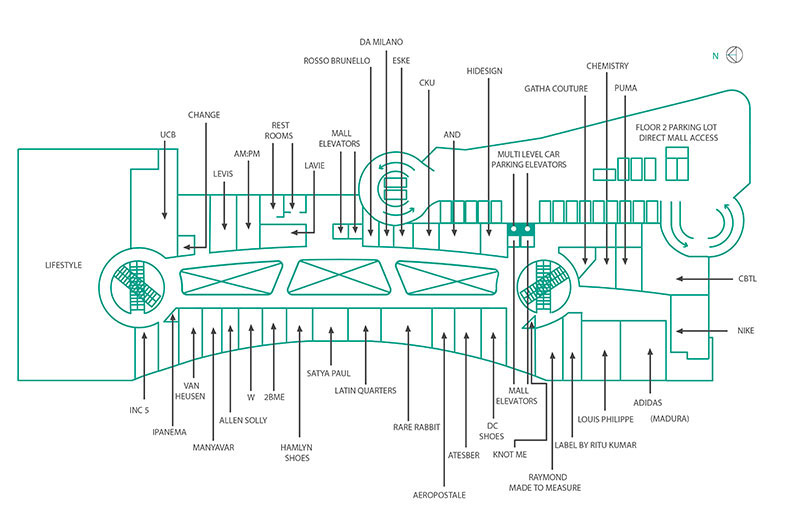 DA MILANO
ROSSO BRUNELLO
ESKE
HIDESIGN
CHEMISTRY
N
CKU
GATHA COUTURE
PUMA
CHANGE
UCB
REST
ROOMS
MALL
ELEVATORS
AND
FLOOR 2 PARKING LOT
DIRECT MALL ACCESS
AM:PM
LAVIE
MULTI LEVEL CAR
PARKING ELEVATORS
LEVIS
LIFESTYLE
CBTL
NIKE
SATYA PAUL
VAN
HEUSEN
W
2BME
LATIN QUARTERS
MALL
ELEVATORS
INC 5
ADIDAS
(MADURA)
ALLEN SOLLY
LOUIS PHILIPPE
IPANEMA
RARE RABBIT
DC
SHOES
MANYAVAR
HAMLYN
SHOES
ATESBER
KNOT ME
LABEL BY RITU KUMAR
RAYMOND
MADE TO MEASURE
AEROPOSTALE